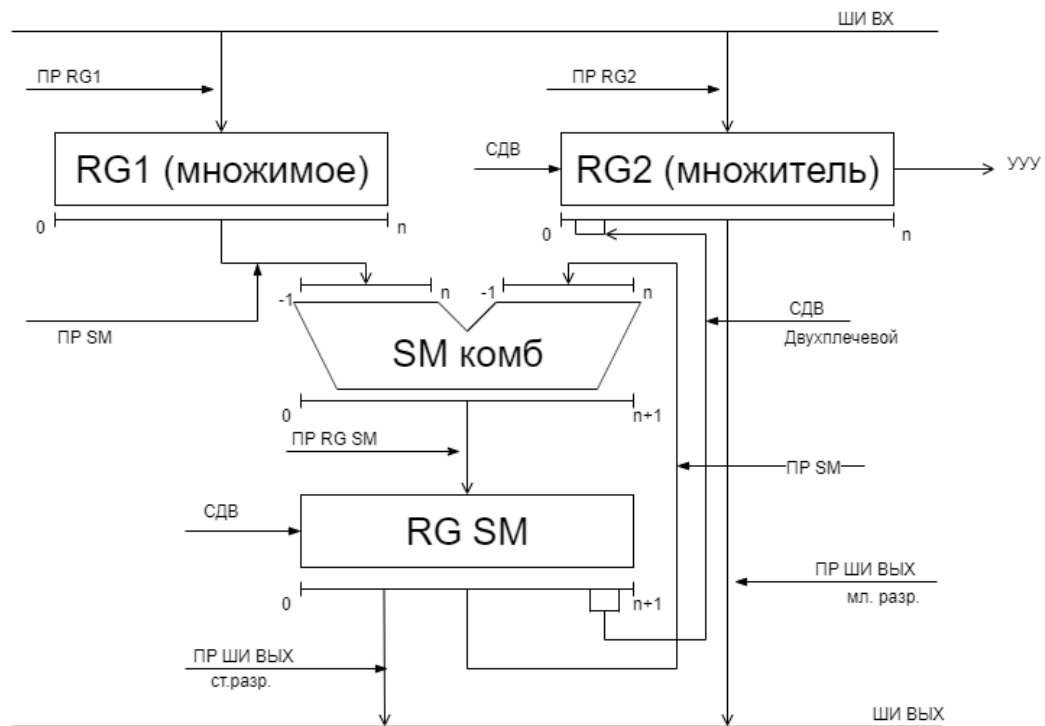 ШИ ВХ
ПР RG1
ПР RG2
RG1 (множимое)
СДВ
RG2 (множитель)
УУУ
0
n
0
n
-1
n
-1
n
ПР SM
SM комб
СДВ
Двухплечевой
0
n+1
ПР RG SM
ПР SM
СДВ
RG SM
0
n+1
ПР ШИ ВЫХ
мл. разр.
ПР ШИ ВЫХ
ст.разр.
ШИ ВЫХ